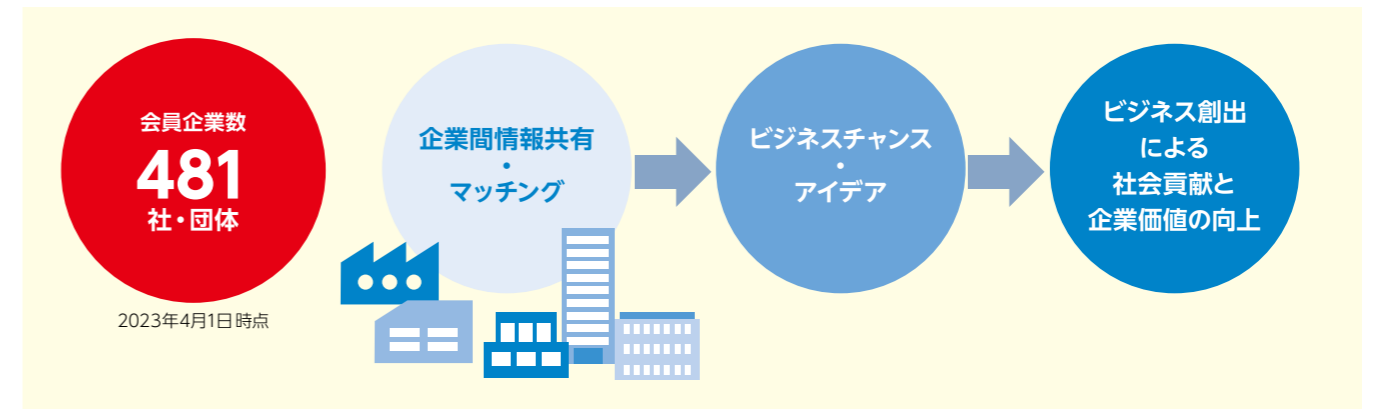 会員企業数
481
社・団体
2023年4月1日時点
企業間情報共有
・
マッチング
ビジネスチャンス
・
アイデア
ビジネス創出
による
社会貢献と
企業価値の向上